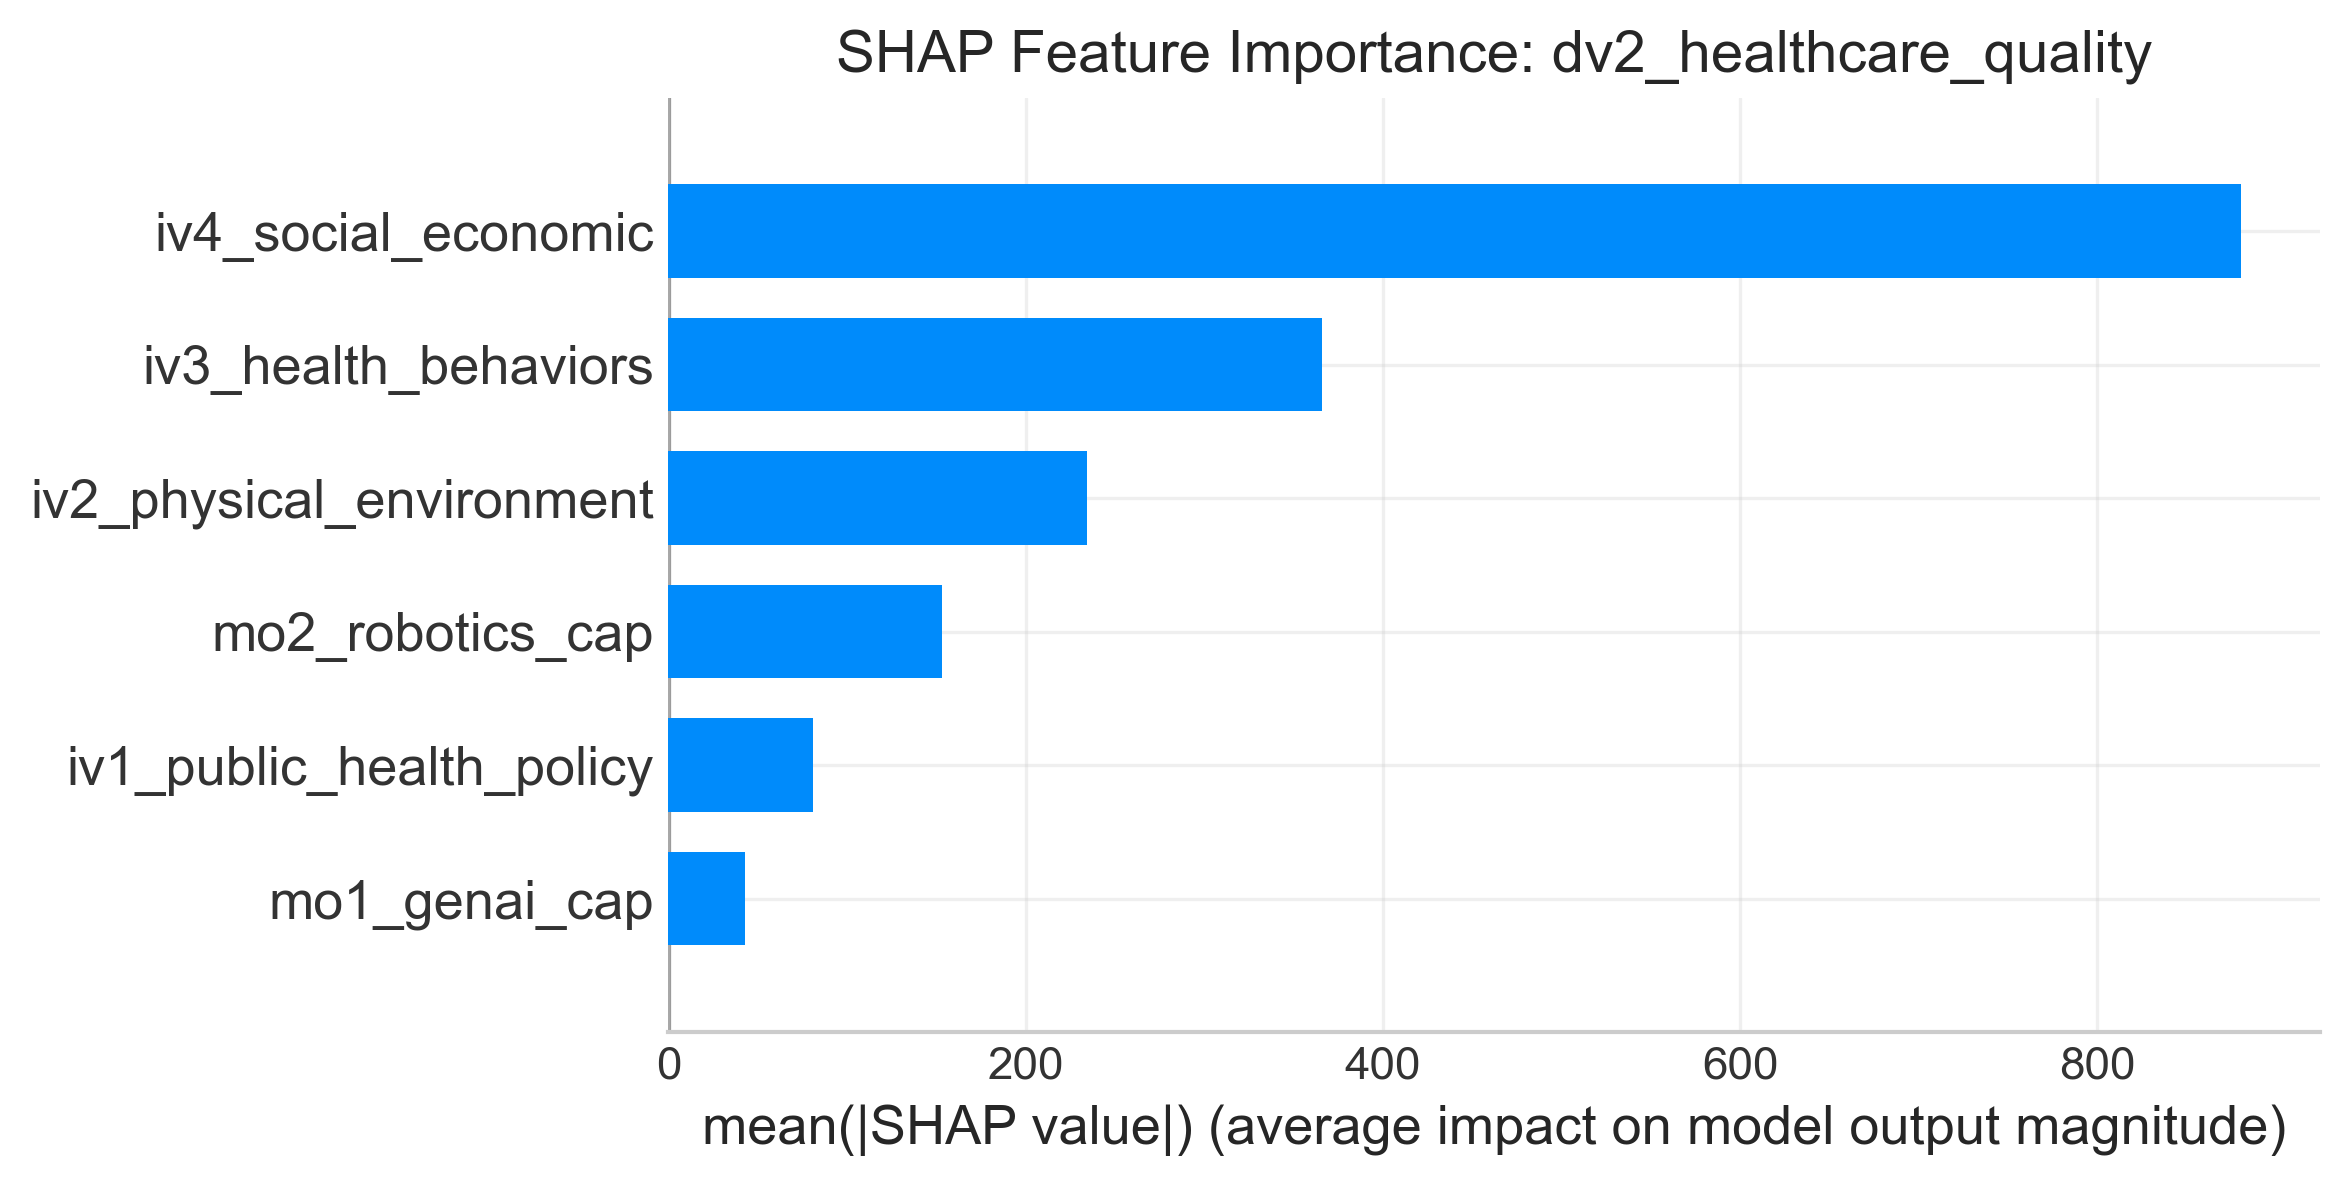 SHAP Feature Importance: dv2_healthcare_quality
iv4_social_economic
iv3_health_behaviors
iv2_physical_environment
mo2_robotics_cap
iv1_public_health_policy
mo1_genai_cap
0 200 400 600 800
mean(|SHAP value|) (average impact on model output magnitude)